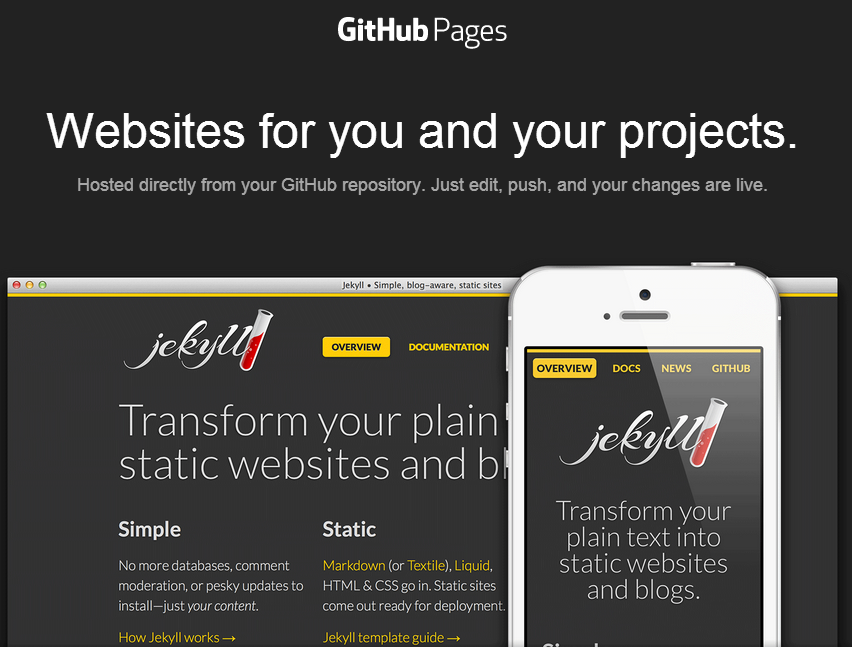 GitHub Pages
Websites for you and your projects.
Hosted directly from your GitHub repository. Just edit, push, and your changes are live.
Jekyll • Simple, blog-aware, static sites
jekyll
OVERVIEW DOCUMENTATION
Transform your plain
static websites and
Simple
No more databases, comment
moderation, or pesky updates to
install—just your content.
How Jekyll works →
Static
Markdown (or Textile), Liquid,
HTML & CSS go in. Static sites
come out ready for deployment.
Jekyll template guide →
OVERVIEW DOCS NEWS GITHUB
jekyll
Transform your
plain text into
static websites
and blogs.